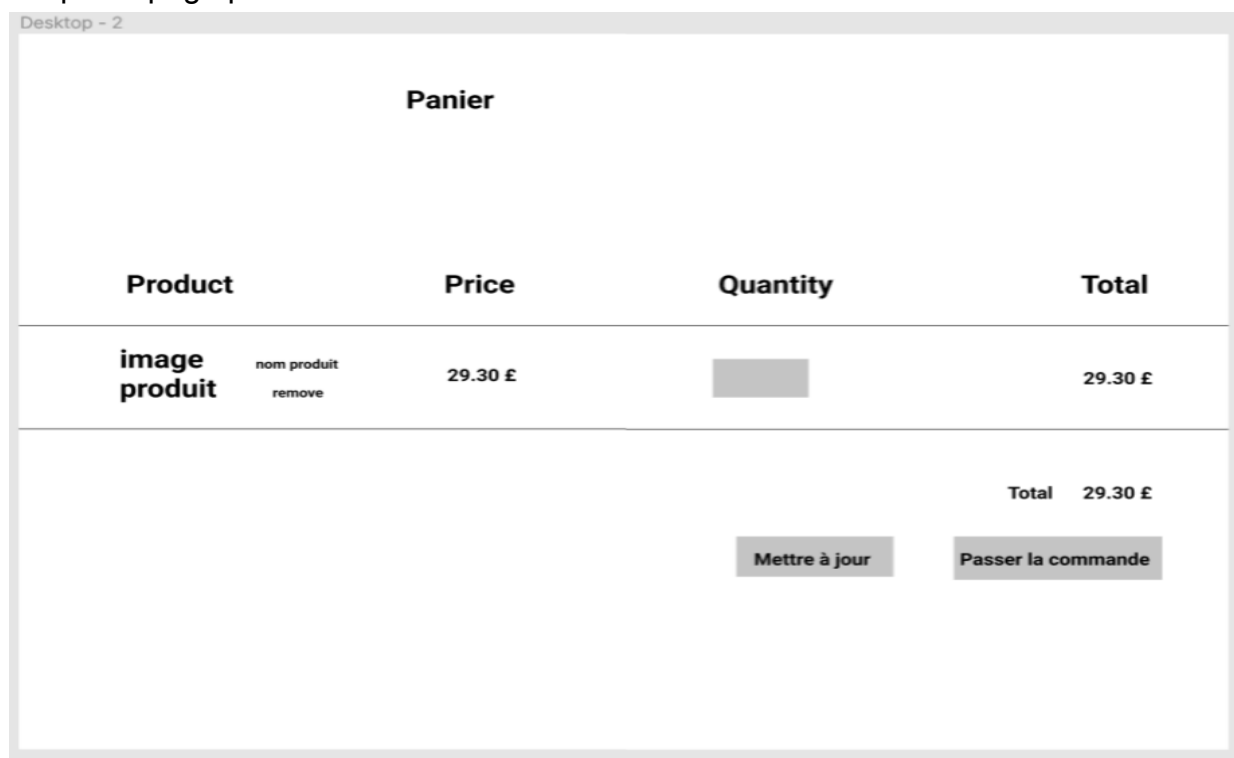 Desktop - 2
Panier
Product Price Quantity Total
image produit nom produit remove 29.30 £ 29.30 £
Total 29.30 £
Mettre à jour Passer la commande